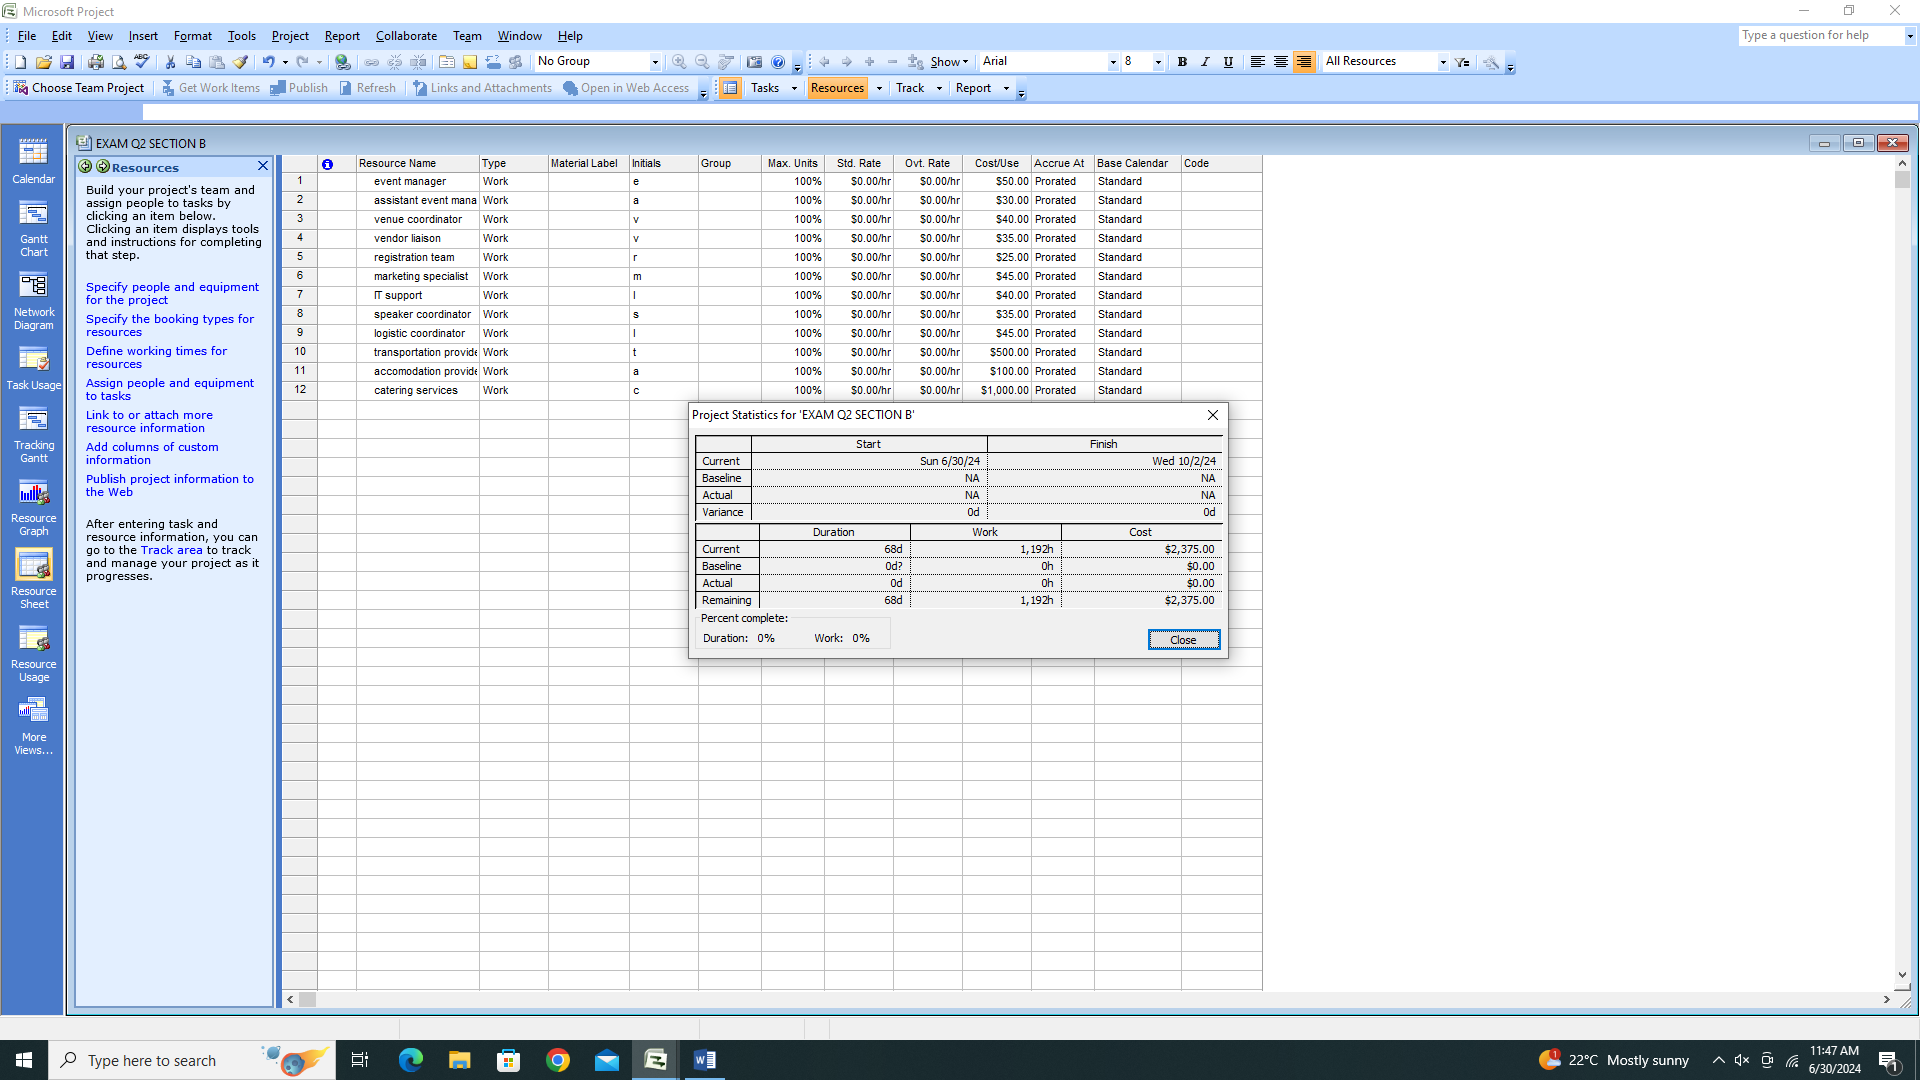 Microsoft Project
File Edit View Insert Format Tools Project Report Collaborate Team Window Help
Type a question for help
No Group Show Arial 8 B I U All Resources
Choose Team Project Get Work Items Publish Refresh Links and Attachments Open in Web Access Tasks Resources Track Report
EXAM Q2 SECTION B
Calendar
Gantt
Chart
Network
Diagram
Task Usage
Tracking
Gantt
Resource
Graph
Resource
Sheet
Resource
Usage
More
Views...
Resources
Build your project's team and
assign people to tasks by
clicking an item below.
Clicking an item displays tools
and instructions for completing
that step.
Specify people and equipment
for the project
Specify the booking types for
resources
Define working times for
resources
Assign people and equipment
to tasks
Link to or attach more
resource information
Add columns of custom
information
Publish project information to
the Web
After entering task and
resource information, you can
go to the Track area to track
and manage your project as it
progresses.
Resource Name Type Material Label Initials Group Max. Units Std. Rate Ovt. Rate Cost/Use Accrue At Base Calendar Code
1 event manager Work e 100% $0.00/hr $0.00/hr $50.00 Prorated Standard
2 assistant event mana Work a 100% $0.00/hr $0.00/hr $30.00 Prorated Standard
3 venue coordinator Work v 100% $0.00/hr $0.00/hr $40.00 Prorated Standard
4 vendor liaison Work v 100% $0.00/hr $0.00/hr $35.00 Prorated Standard
5 registration team Work r 100% $0.00/hr $0.00/hr $25.00 Prorated Standard
6 marketing specialist Work m 100% $0.00/hr $0.00/hr $45.00 Prorated Standard
7 IT support Work I 100% $0.00/hr $0.00/hr $40.00 Prorated Standard
8 speaker coordinator Work s 100% $0.00/hr $0.00/hr $35.00 Prorated Standard
9 logistic coordinator Work l 100% $0.00/hr $0.00/hr $45.00 Prorated Standard
10 transportation provide Work t 100% $0.00/hr $0.00/hr $500.00 Prorated Standard
11 accomodation provide Work a 100% $0.00/hr $0.00/hr $100.00 Prorated Standard
12 catering services Work c 100% $0.00/hr $0.00/hr $1,000.00 Prorated Standard
Project Statistics for 'EXAM Q2 SECTION B'
Start Finish
Current Sun 6/30/24 Wed 10/2/24
Baseline NA NA
Actual NA NA
Variance 0d 0d
Duration Work Cost
Current 68d 1,192h $2,375.00
Baseline 0d? 0h $0.00
Actual 0d 0h $0.00
Remaining 68d 1,192h $2,375.00
Percent complete:
Duration: 0% Work: 0%
Close
Type here to search
22°C Mostly sunny
11:47 AM
6/30/2024
1